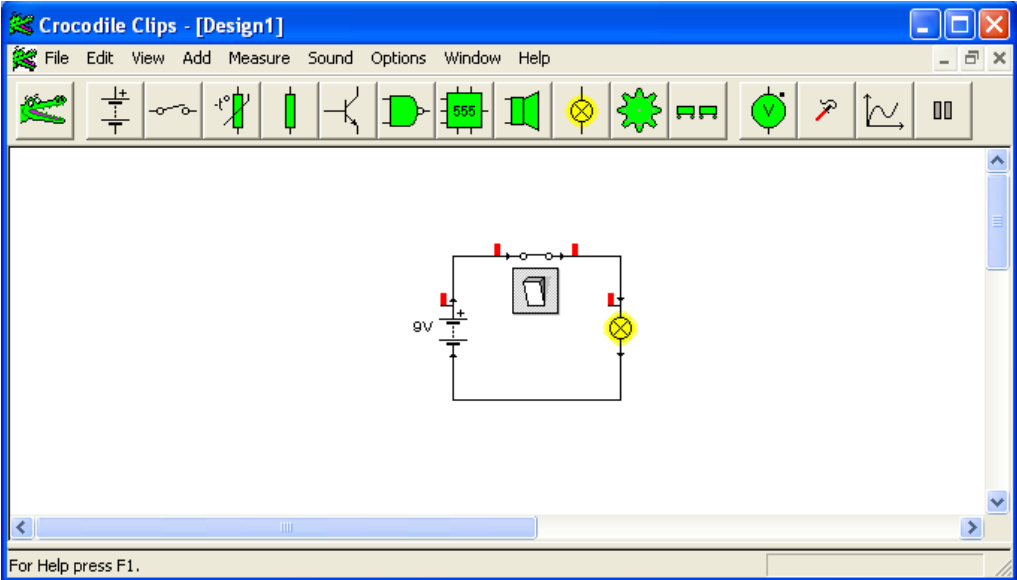 Crocodile Clips - [Design1]
File Edit View Add Measure Sound Options Window Help
555
V
-t°
9V
For Help press F1.